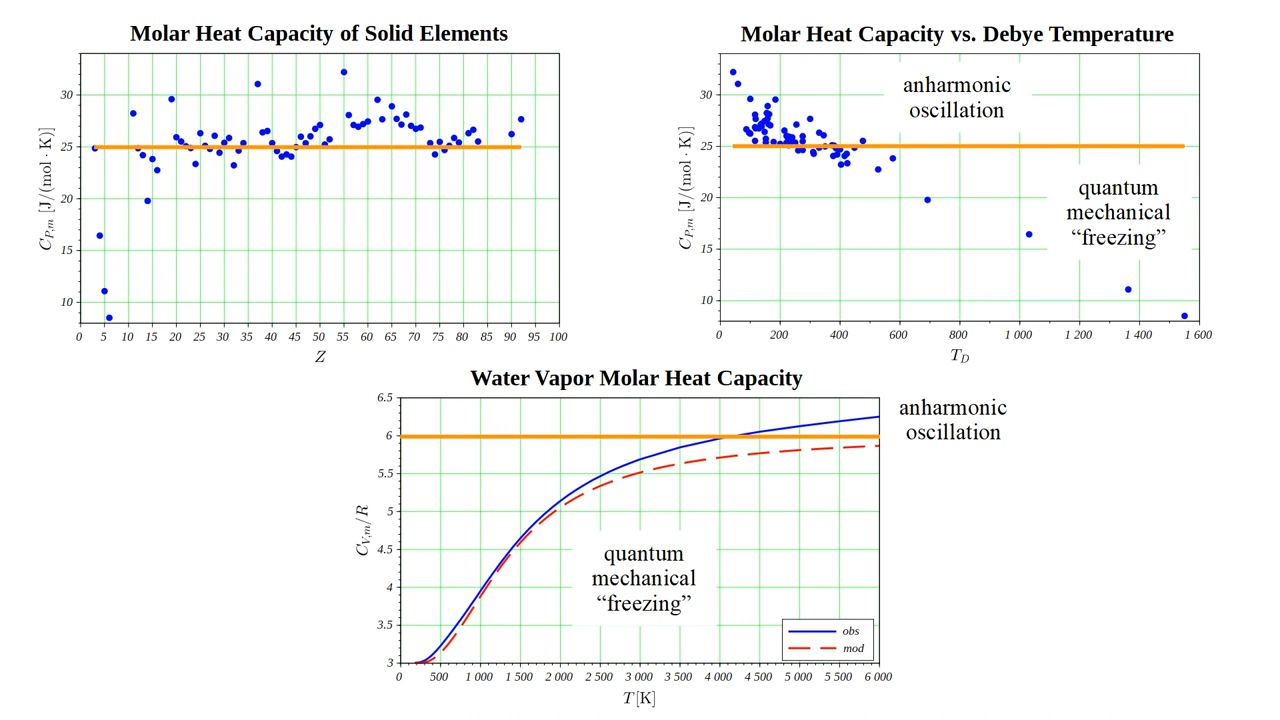 Molar Heat Capacity of Solid Elements
30
25
20
15
10
C_{P,m} [J/(mol · K)]
0 5 10 15 20 25 30 35 40 45 50 55 60 65 70 75 80 85 90 95 100
Z
Molar Heat Capacity vs. Debye Temperature
anharmonic
oscillation
quantum
mechanical
“freezing”
30
25
20
15
10
C_{P,m} [J/(mol · K)]
0 200 400 600 800 1 000 1 200 1 400 1 600
T_D
Water Vapor Molar Heat Capacity
6.5
6
5.5
5
4.5
4
3.5
3
C_{V,m}/R
anharmonic
oscillation
quantum
mechanical
“freezing”
obs
mod
0 500 1 000 1 500 2 000 2 500 3 000 3 500 4 000 4 500 5 000 5 500 6 000
T [K]